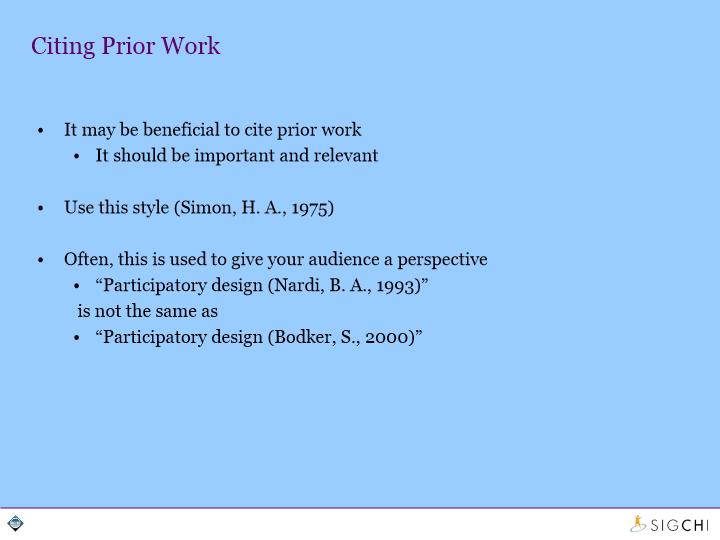 Citing Prior Work
• It may be beneficial to cite prior work
• It should be important and relevant
• Use this style (Simon, H. A., 1975)
• Often, this is used to give your audience a perspective
• “Participatory design (Nardi, B. A., 1993)”
is not the same as
• “Participatory design (Bodker, S., 2000)”
SIGCHI